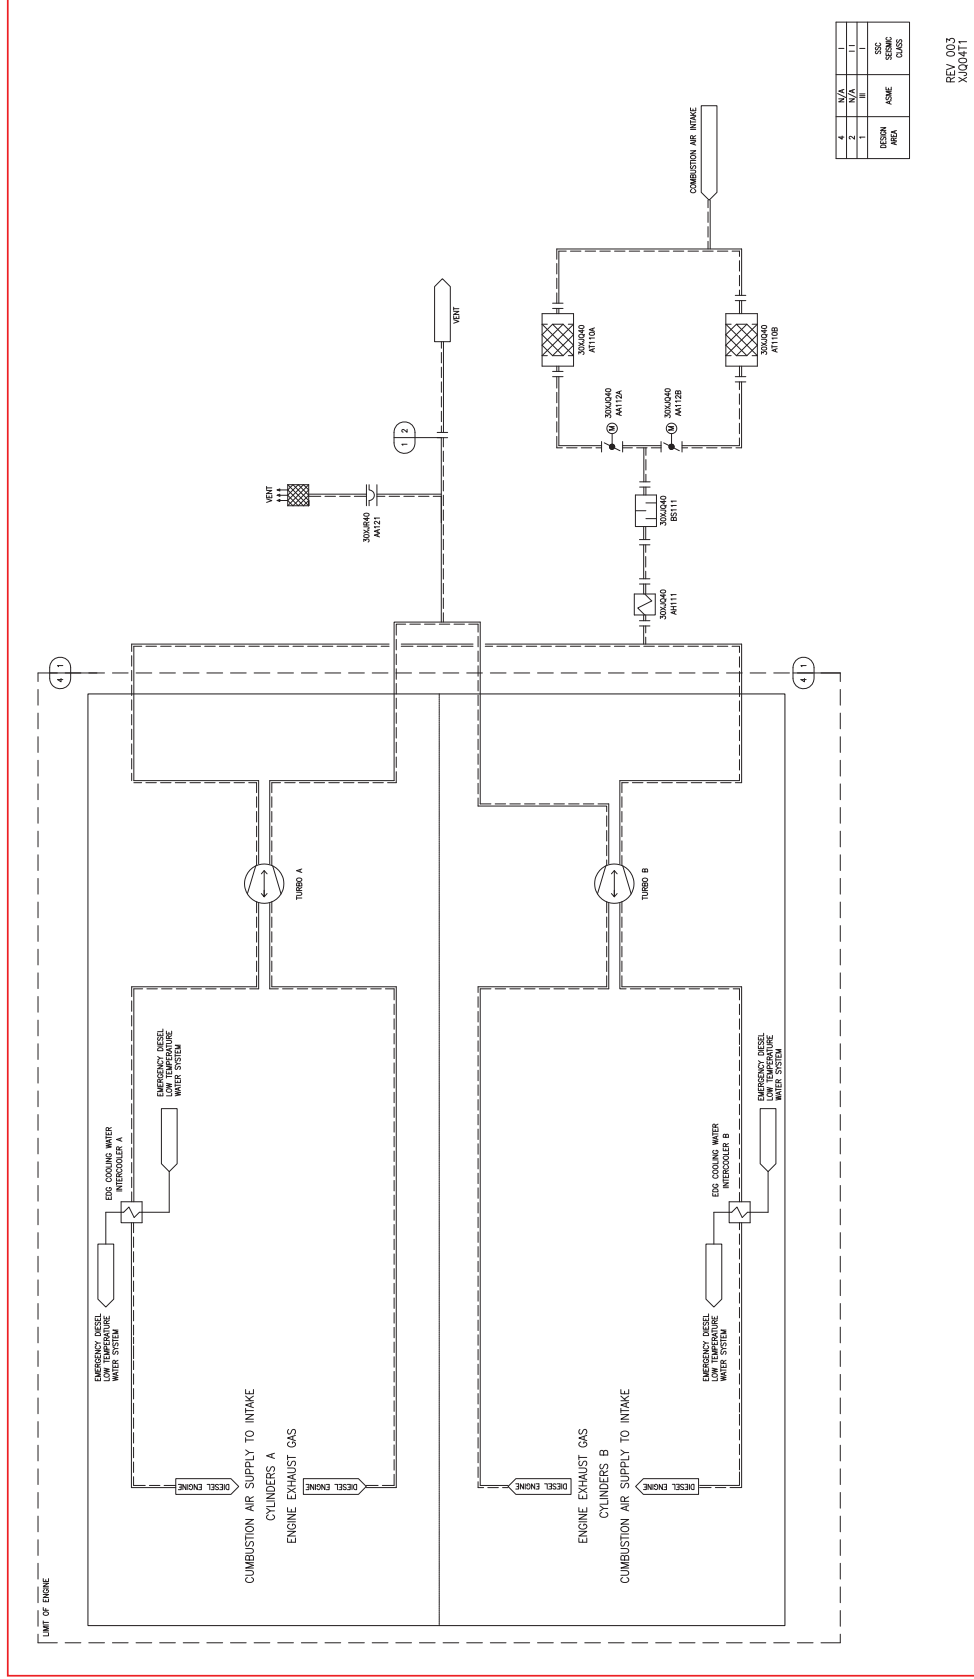 LIMIT OF ENGINE
CUMBUSTION AIR SUPPLY TO INTAKE
CYLINDERS A
ENGINE EXHAUST GAS
DIESEL ENGINE
DIESEL ENGINE
EMERGENCY DIESEL
LOW TEMPERATURE
WATER SYSTEM
EDG COOLING WATER
INTERCOOLER A
EMERGENCY DIESEL
LOW TEMPERATURE
WATER SYSTEM
TURBO A
4 1
ENGINE EXHAUST GAS
CYLINDERS B
CUMBUSTION AIR SUPPLY TO INTAKE
DIESEL ENGINE
DIESEL ENGINE
EMERGENCY DIESEL
LOW TEMPERATURE
WATER SYSTEM
EDG COOLING WATER
INTERCOOLER B
EMERGENCY DIESEL
LOW TEMPERATURE
WATER SYSTEM
TURBO B
4 1
VENT
30XJR40
AA121
1 2
VENT
30XJQ40
AH111
30XJQ40
BS111
M
30XJQ40
AA112A
M
30XJQ40
AA112B
30XJQ40
AT110A
30XJQ40
AT110B
COMBUSTION AIR INTAKE
4 N/A I
2 N/A II
1 III I
DESIGN
AREA
ASME
SSC
SEISMIC
CLASS
REV 003
XJQ04T1